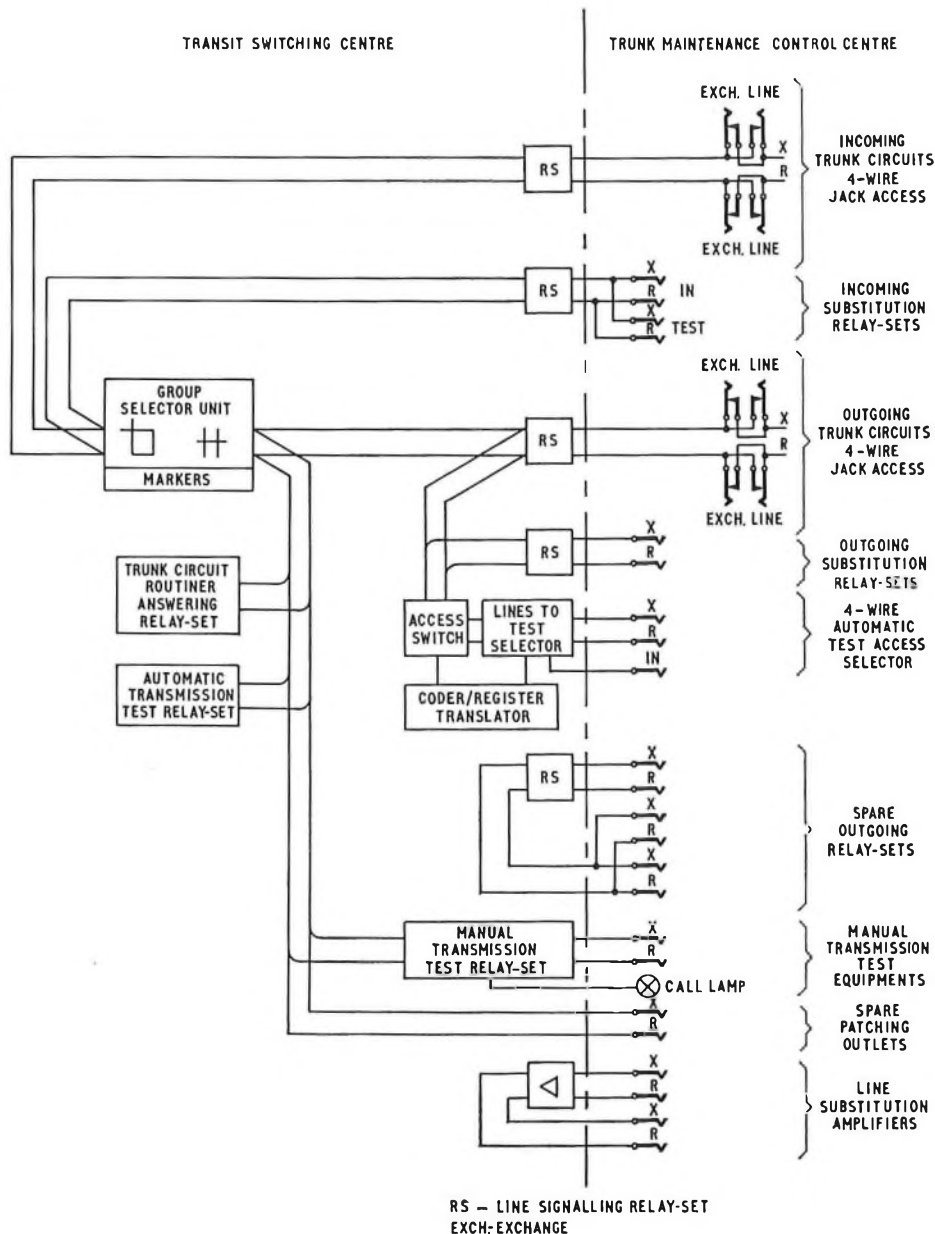 TRANSIT SWITCHING CENTRE
TRUNK MAINTENANCE CONTROL CENTRE
EXCH. LINE
X
R
RS
EXCH. LINE
INCOMING
TRUNK CIRCUITS
4-WIRE
JACK ACCESS
RS
X
R
IN
X
R
TEST
INCOMING
SUBSTITUTION
RELAY-SETS
GROUP
SELECTOR UNIT
MARKERS
RS
EXCH. LINE
X
R
EXCH. LINE
OUTGOING
TRUNK CIRCUITS
4-WIRE
JACK ACCESS
RS
X
R
OUTGOING
SUBSTITUTION
RELAY-SETS
TRUNK CIRCUIT
ROUTINER
ANSWERING
RELAY-SET
ACCESS
SWITCH
LINES TO
TEST
SELECTOR
X
R
IN
4-WIRE
AUTOMATIC
TEST ACCESS
SELECTOR
AUTOMATIC
TRANSMISSION
TEST RELAY-SET
CODER/REGISTER
TRANSLATOR
RS
X
R
X
R
X
R
SPARE
OUTGOING
RELAY-SETS
MANUAL
TRANSMISSION
TEST RELAY-SET
X
R
CALL LAMP
MANUAL
TRANSMISSION
TEST
EQUIPMENTS
X
R
SPARE
PATCHING
OUTLETS
X
R
X
R
LINE
SUBSTITUTION
AMPLIFIERS
RS – LINE SIGNALLING RELAY-SET
EXCH:-EXCHANGE